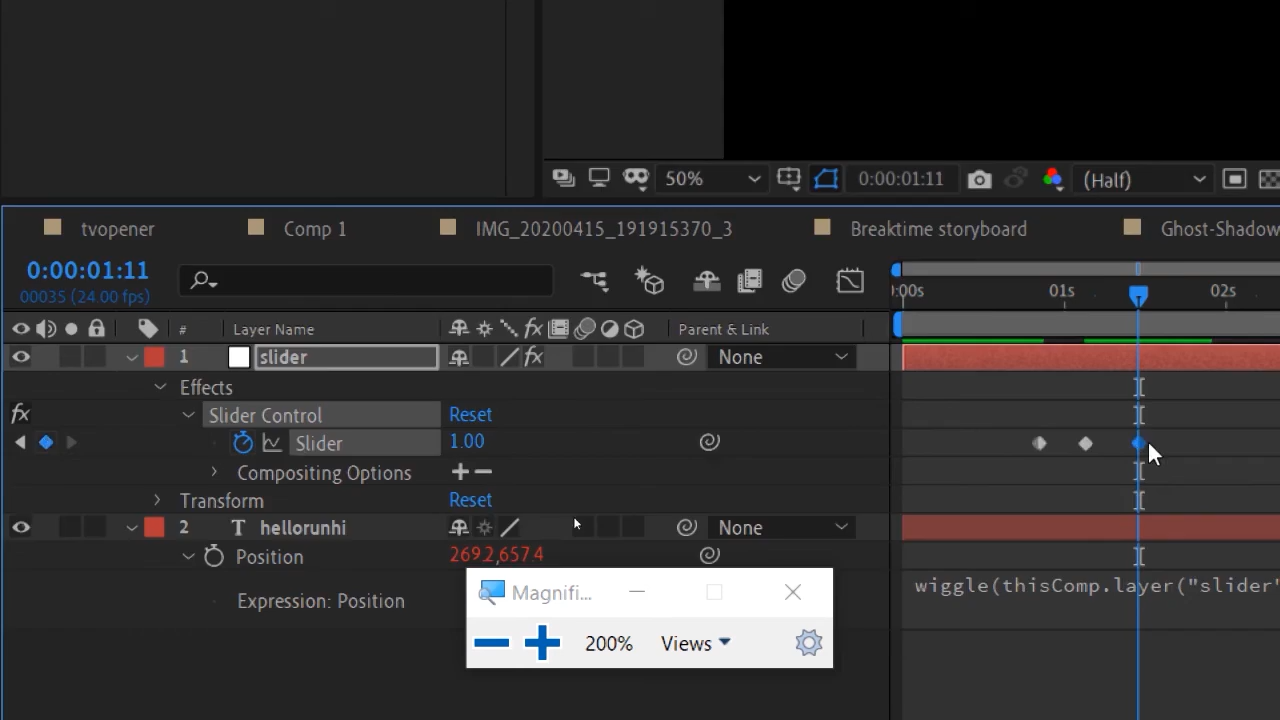 50% 0:00:01:11 (Half)
tvopener Comp 1 IMG_20200415_191915370_3 Breaktime storyboard Ghost-Shadow
0:00:01:11
00035 (24.00 fps)
:00s 01s 02s
# Layer Name fx Parent & Link
1 slider fx None
Effects
fx Slider Control Reset
Slider 1.00
Compositing Options
Transform Reset
2 T hellorunhi None
Position 269.2,657.4
Expression: Position wiggle(thisComp.layer("slider"
Magnifi...
200% Views